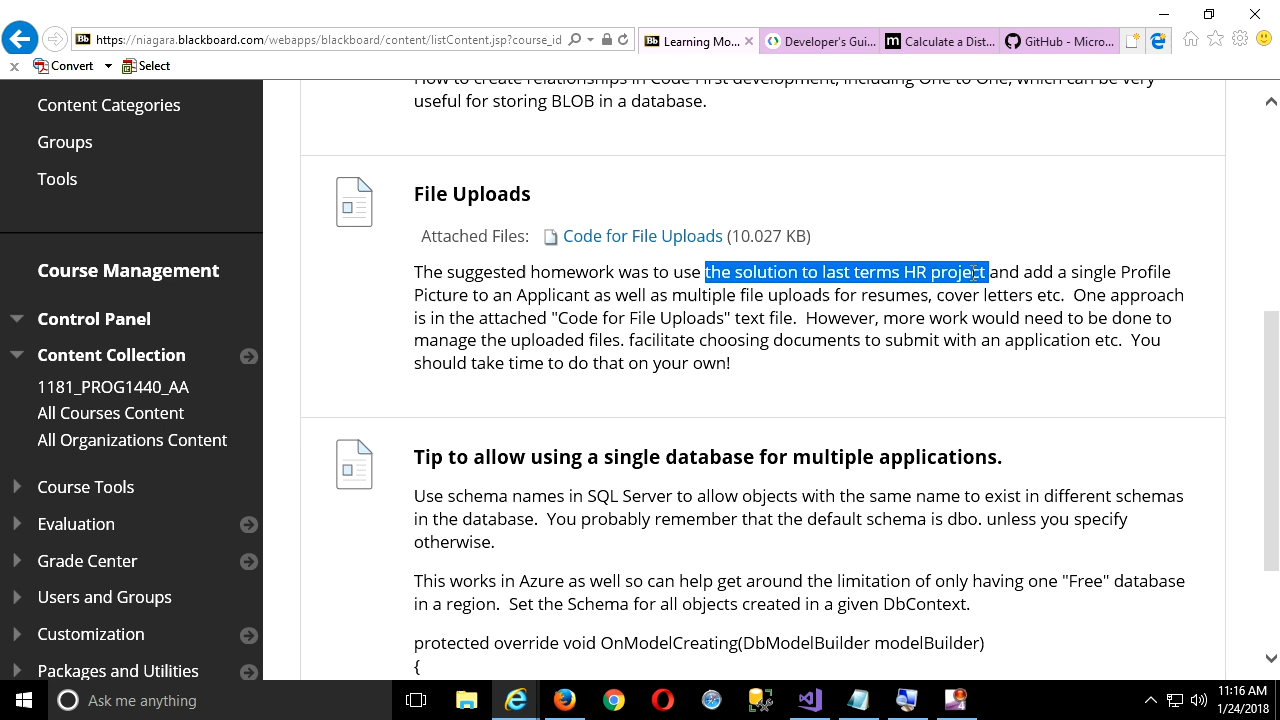 https://niagara.blackboard.com/webapps/blackboard/content/listContent.jsp?course_id
Learning Mo...
Developer's Gui...
Calculate a Dist...
GitHub - Micro...
x Convert Select
Content Categories
Groups
Tools
Course Management
Control Panel
Content Collection
1181_PROG1440_AA
All Courses Content
All Organizations Content
Course Tools
Evaluation
Grade Center
Users and Groups
Customization
Packages and Utilities
How to create relationships in Code First development, including One to One, which can be very
useful for storing BLOB in a database.
File Uploads
Attached Files: Code for File Uploads (10.027 KB)
The suggested homework was to use the solution to last terms HR project and add a single Profile
Picture to an Applicant as well as multiple file uploads for resumes, cover letters etc.  One approach
is in the attached "Code for File Uploads" text file.  However, more work would need to be done to
manage the uploaded files. facilitate choosing documents to submit with an application etc.  You
should take time to do that on your own!
Tip to allow using a single database for multiple applications.
Use schema names in SQL Server to allow objects with the same name to exist in different schemas
in the database.  You probably remember that the default schema is dbo. unless you specify
otherwise.
This works in Azure as well so can help get around the limitation of only having one "Free" database
in a region.  Set the Schema for all objects created in a given DbContext.
protected override void OnModelCreating(DbModelBuilder modelBuilder)
{
Ask me anything
11:16 AM
1/24/2018